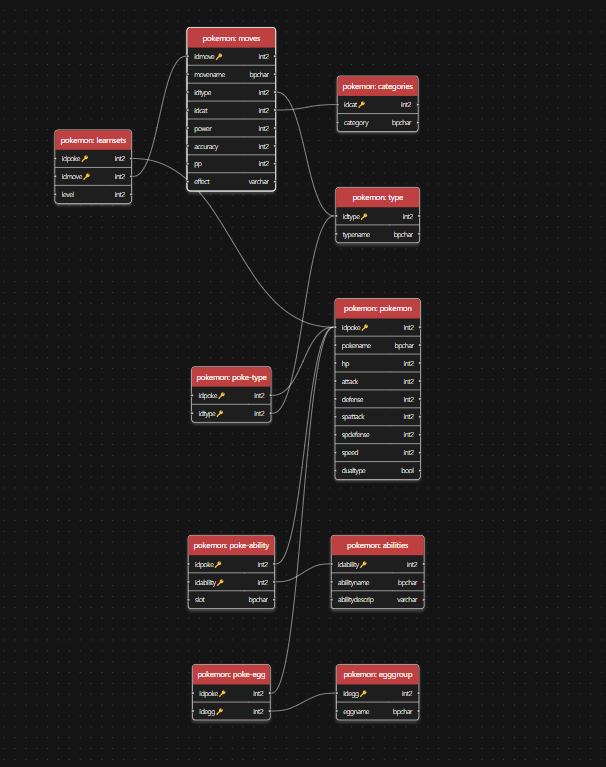 pokemon: moves
idmove🔑 int2
movename bpchar
idtype int2
idcat int2
power int2
accuracy int2
pp int2
effect varchar
pokemon: categories
idcat🔑 int2
category bpchar
pokemon: learnsets
idpoke🔑 int2
idmove🔑 int2
level int2
pokemon: type
idtype🔑 int2
typename bpchar
pokemon: pokemon
idpoke🔑 int2
pokename bpchar
hp int2
attack int2
defense int2
spattack int2
spdefense int2
speed int2
dualtype bool
pokemon: poke-type
idpoke🔑 int2
idtype🔑 int2
pokemon: poke-ability
idpoke🔑 int2
idability🔑 int2
slot bpchar
pokemon: abilities
idability🔑 int2
abilityname bpchar
abilitydescrip varchar
pokemon: poke-egg
idpoke🔑 int2
idegg🔑 int2
pokemon: egggroup
idegg🔑 int2
eggname bpchar